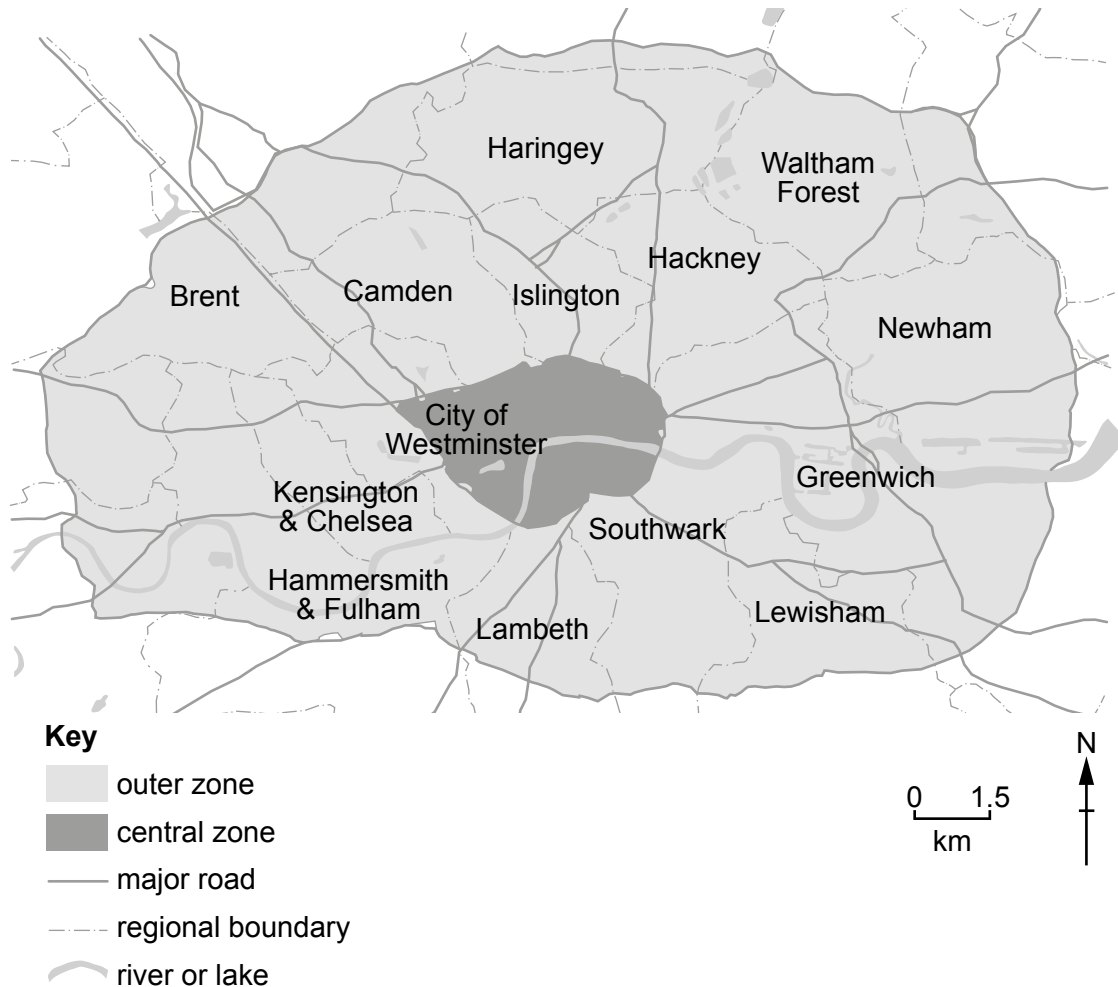 Haringey
Waltham
Forest
Hackney
Brent
Camden
Islington
Newham
City of
Westminster
Greenwich
Kensington
& Chelsea
Southwark
Hammersmith
& Fulham
Lambeth
Lewisham
Key
outer zone
central zone
major road
regional boundary
river or lake
0 1.5
km
N